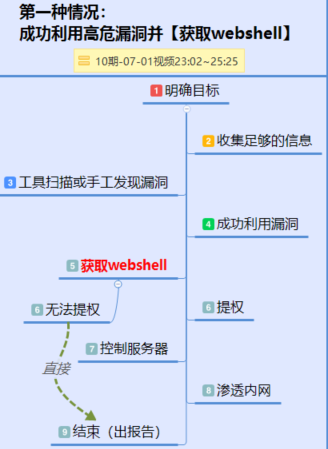 第一种情况：
成功利用高危漏洞并【获取webshell】
10期-07-01视频23:02~25:25
1 明确目标
2 收集足够的信息
3 工具扫描或手工发现漏洞
4 成功利用漏洞
5 获取webshell
6 无法提权
6 提权
7 控制服务器
直接
8 渗透内网
9 结束（出报告）